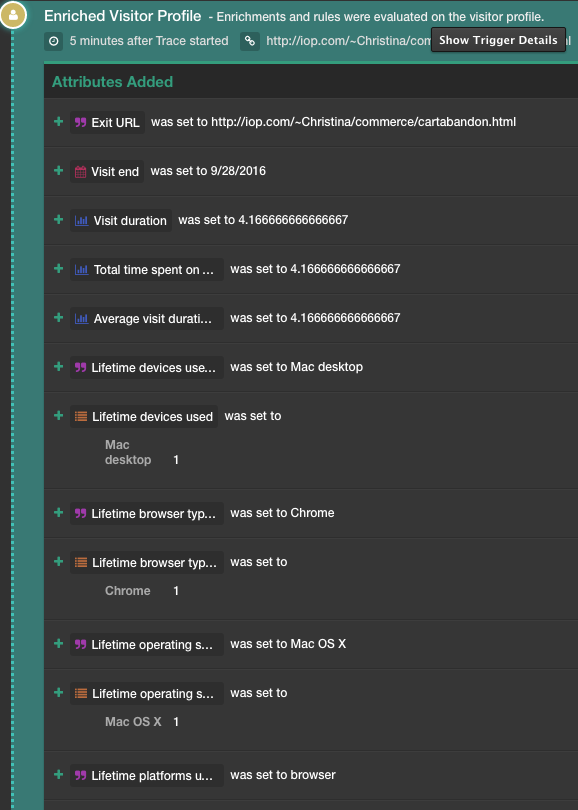 Enriched Visitor Profile - Enrichments and rules were evaluated on the visitor profile.
5 minutes after Trace started http://iop.com/~Christina/com Show Trigger Details
Attributes Added
Exit URL was set to http://iop.com/~Christina/commerce/cartabandon.html
Visit end was set to 9/28/2016
Visit duration was set to 4.166666666666667
Total time spent on ... was set to 4.166666666666667
Average visit durati... was set to 4.166666666666667
Lifetime devices use... was set to Mac desktop
Lifetime devices used was set to
Mac
desktop 1
Lifetime browser typ... was set to Chrome
Lifetime browser typ... was set to
Chrome 1
Lifetime operating s... was set to Mac OS X
Lifetime operating s... was set to
Mac OS X 1
Lifetime platforms u... was set to browser